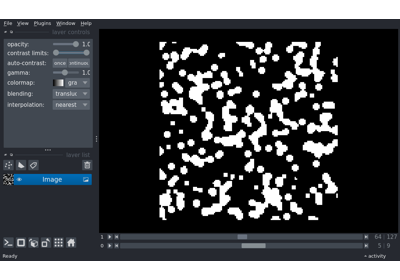 File View Plugins Window Help
layer controls
opacity: 1.0
contrast limits:
auto-contrast: once
gamma: 1.0
colormap: gra
blending: transluc
interpolation: nearest
layer list
Image
1 64 127
0 5 9
Ready activity